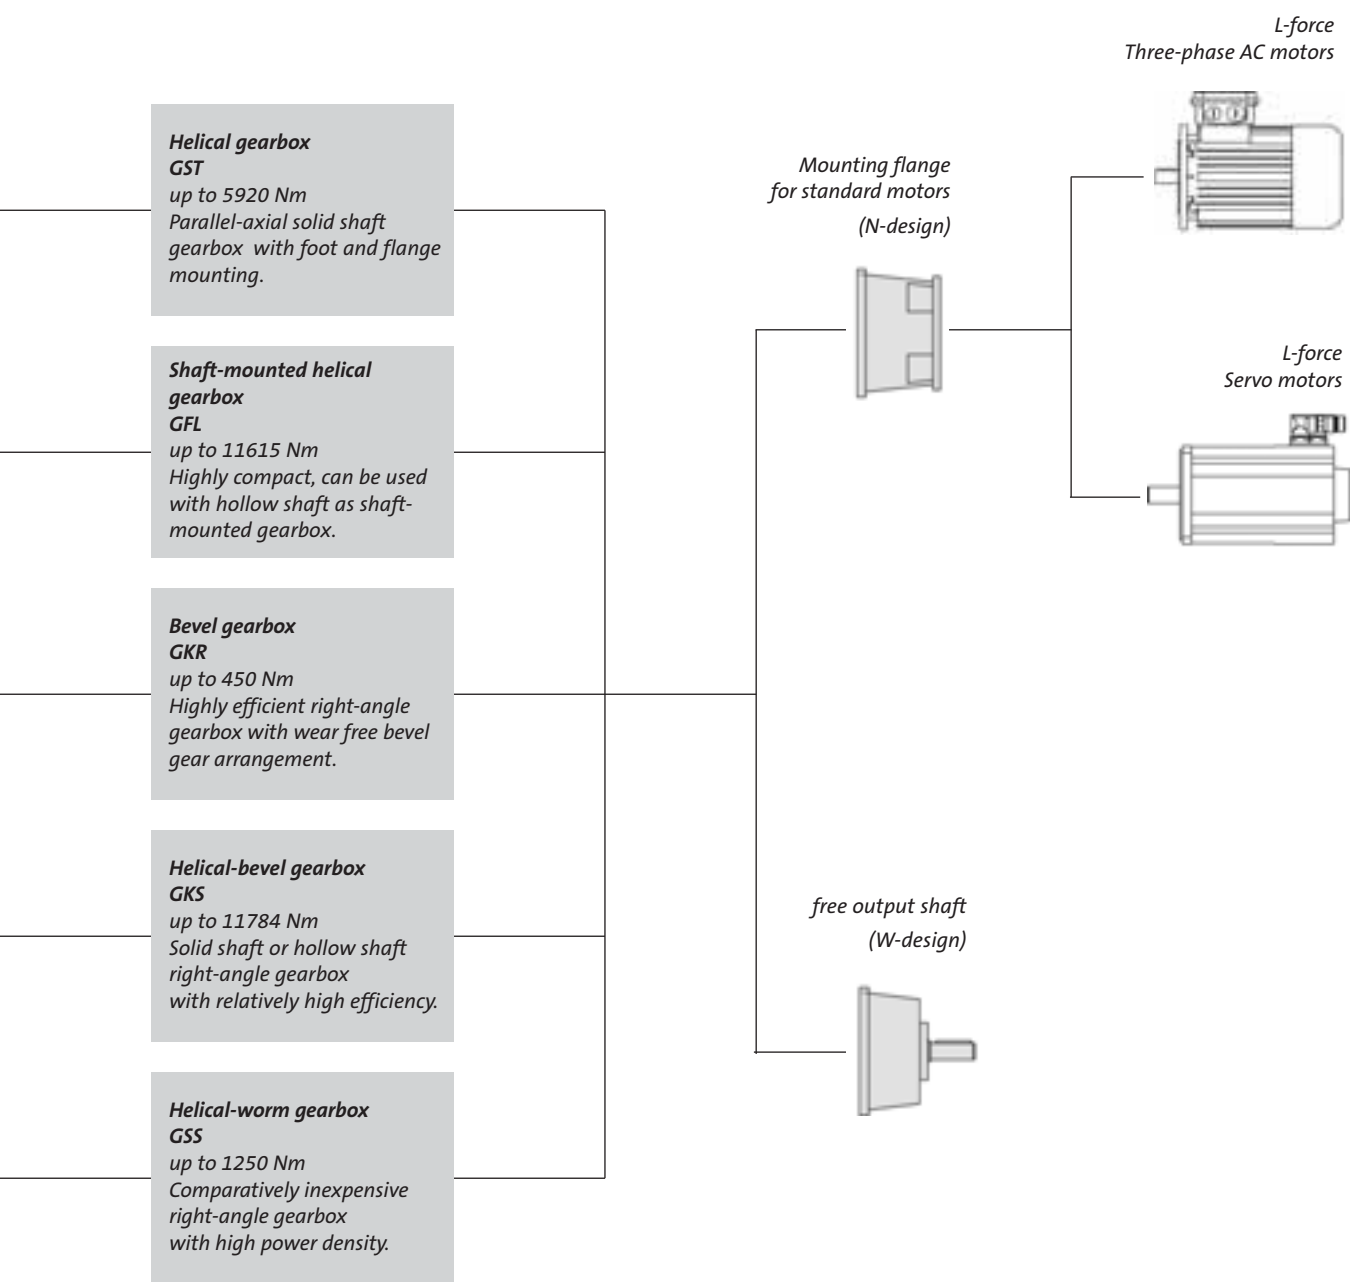 L-force
Three-phase AC motors
Helical gearbox
GST
up to 5920 Nm
Parallel-axial solid shaft
gearbox with foot and flange
mounting.
Mounting flange
for standard motors
(N-design)
Shaft-mounted helical
gearbox
GFL
up to 11615 Nm
Highly compact, can be used
with hollow shaft as shaft-
mounted gearbox.
L-force
Servo motors
Bevel gearbox
GKR
up to 450 Nm
Highly efficient right-angle
gearbox with wear free bevel
gear arrangement.
Helical-bevel gearbox
GKS
up to 11784 Nm
Solid shaft or hollow shaft
right-angle gearbox
with relatively high efficiency.
free output shaft
(W-design)
Helical-worm gearbox
GSS
up to 1250 Nm
Comparatively inexpensive
right-angle gearbox
with high power density.